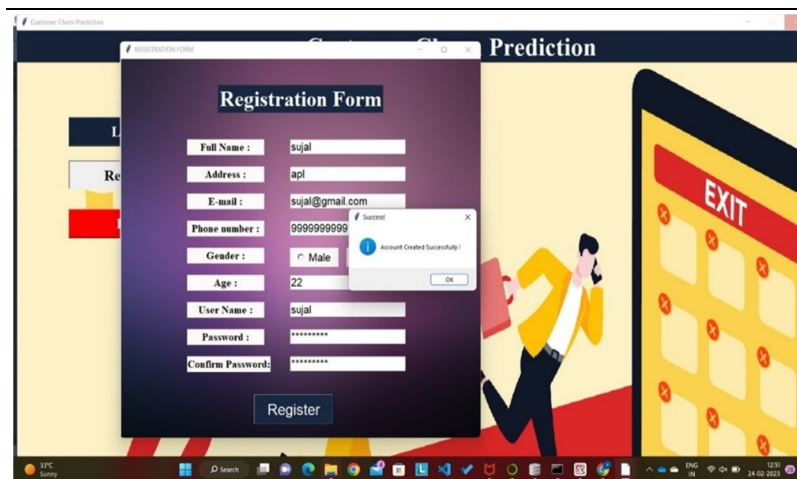 Customer Churn Prediction
Prediction
REGISTRATION FORM
Registration Form
Full Name :
sujal
Address :
apl
E-mail :
sujal@gmail.com
Phone number :
9999999999
Gender :
Male
Age :
22
User Name :
sujal
Password :
*********
Confirm Password:
*********
Register
Success!
Account Created Successfully !
OK
L
Re
EXIT
33°C
Sunny
Search
ENG
IN
12:51
24-02-2023